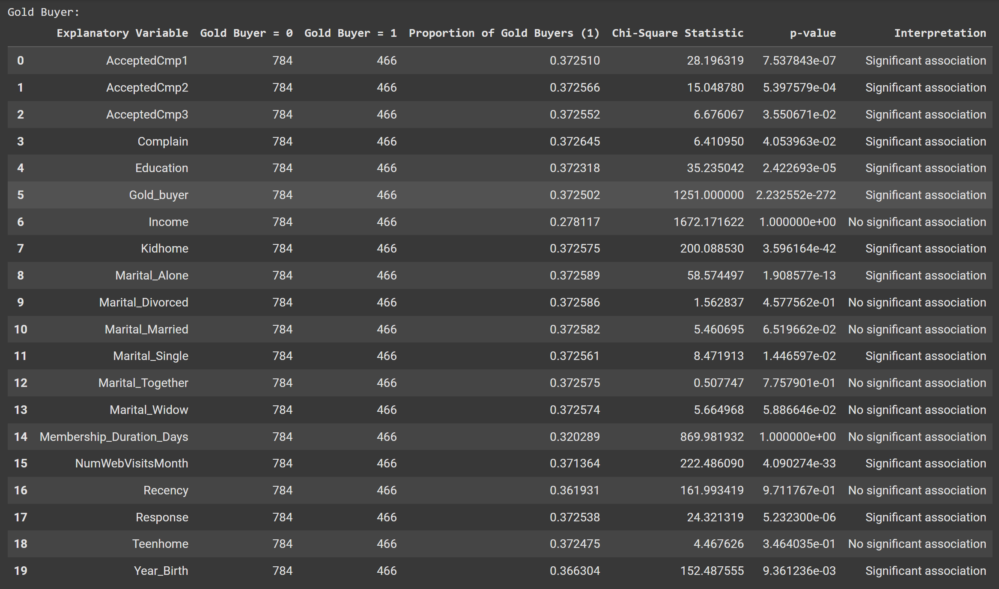 Gold Buyer:
Explanatory Variable Gold Buyer = 0 Gold Buyer = 1 Proportion of Gold Buyers (1) Chi-Square Statistic p-value Interpretation
0 AcceptedCmp1 784 466 0.372510 28.196319 7.537843e-07 Significant association
1 AcceptedCmp2 784 466 0.372566 15.048780 5.397579e-04 Significant association
2 AcceptedCmp3 784 466 0.372552 6.676067 3.550671e-02 Significant association
3 Complain 784 466 0.372645 6.410950 4.053963e-02 Significant association
4 Education 784 466 0.372318 35.235042 2.422693e-05 Significant association
5 Gold_buyer 784 466 0.372502 1251.000000 2.232552e-272 Significant association
6 Income 784 466 0.278117 1672.171622 1.000000e+00 No significant association
7 Kidhome 784 466 0.372575 200.088530 3.596164e-42 Significant association
8 Marital_Alone 784 466 0.372589 58.574497 1.908577e-13 Significant association
9 Marital_Divorced 784 466 0.372586 1.562837 4.577562e-01 No significant association
10 Marital_Married 784 466 0.372582 5.460695 6.519662e-02 No significant association
11 Marital_Single 784 466 0.372561 8.471913 1.446597e-02 Significant association
12 Marital_Together 784 466 0.372575 0.507747 7.757901e-01 No significant association
13 Marital_Widow 784 466 0.372574 5.664968 5.886646e-02 No significant association
14 Membership_Duration_Days 784 466 0.320289 869.981932 1.000000e+00 No significant association
15 NumWebVisitsMonth 784 466 0.371364 222.486090 4.090274e-33 Significant association
16 Recency 784 466 0.361931 161.993419 9.711767e-01 No significant association
17 Response 784 466 0.372538 24.321319 5.232300e-06 Significant association
18 Teenhome 784 466 0.372475 4.467626 3.464035e-01 No significant association
19 Year_Birth 784 466 0.366304 152.487555 9.361236e-03 Significant association